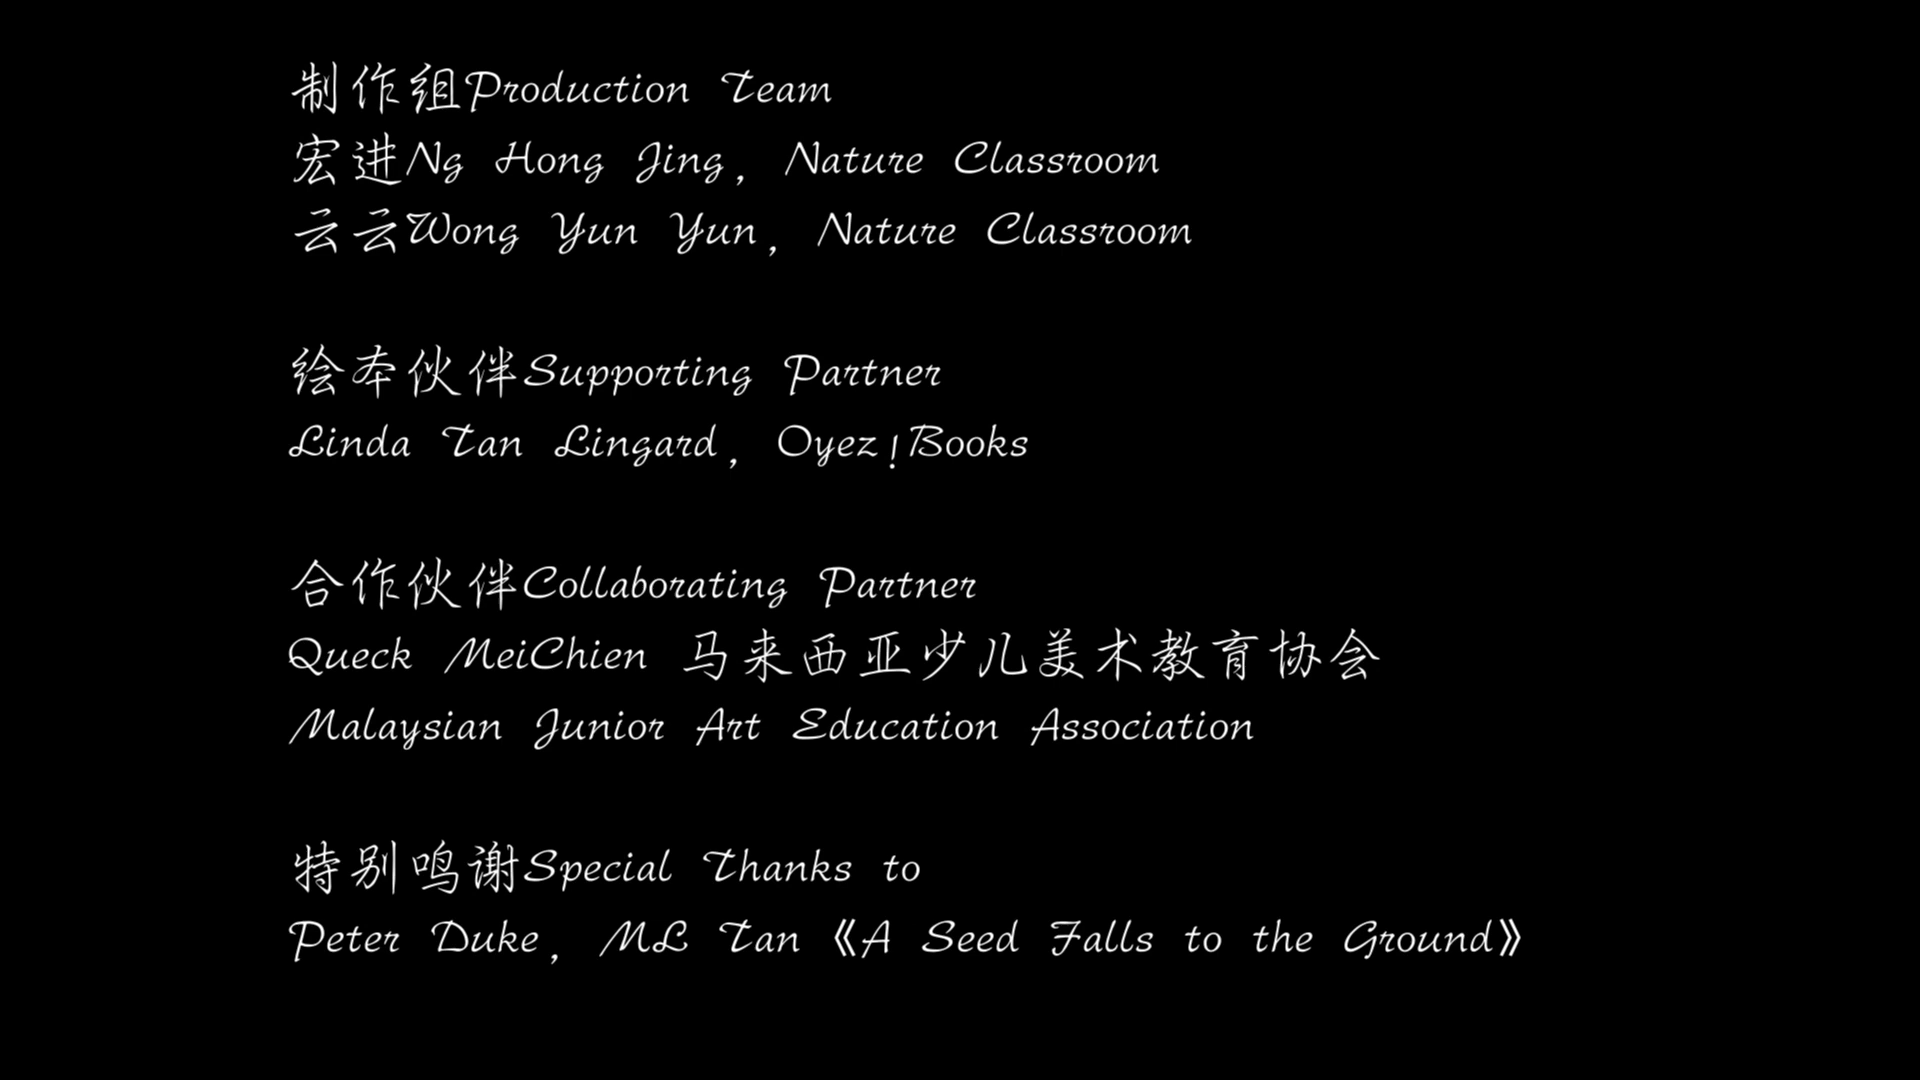 制作组Production Team
宏进Ng Hong Jing, Nature Classroom
云云Wong Yun Yun, Nature Classroom
绘本伙伴Supporting Partner
Linda Tan Lingard, Oyez!Books
合作伙伴Collaborating Partner
Queck MeiChien 马来西亚少儿美术教育协会
Malaysian Junior Art Education Association
特别鸣谢Special Thanks to
Peter Duke, ML Tan《A Seed Falls to the Ground》